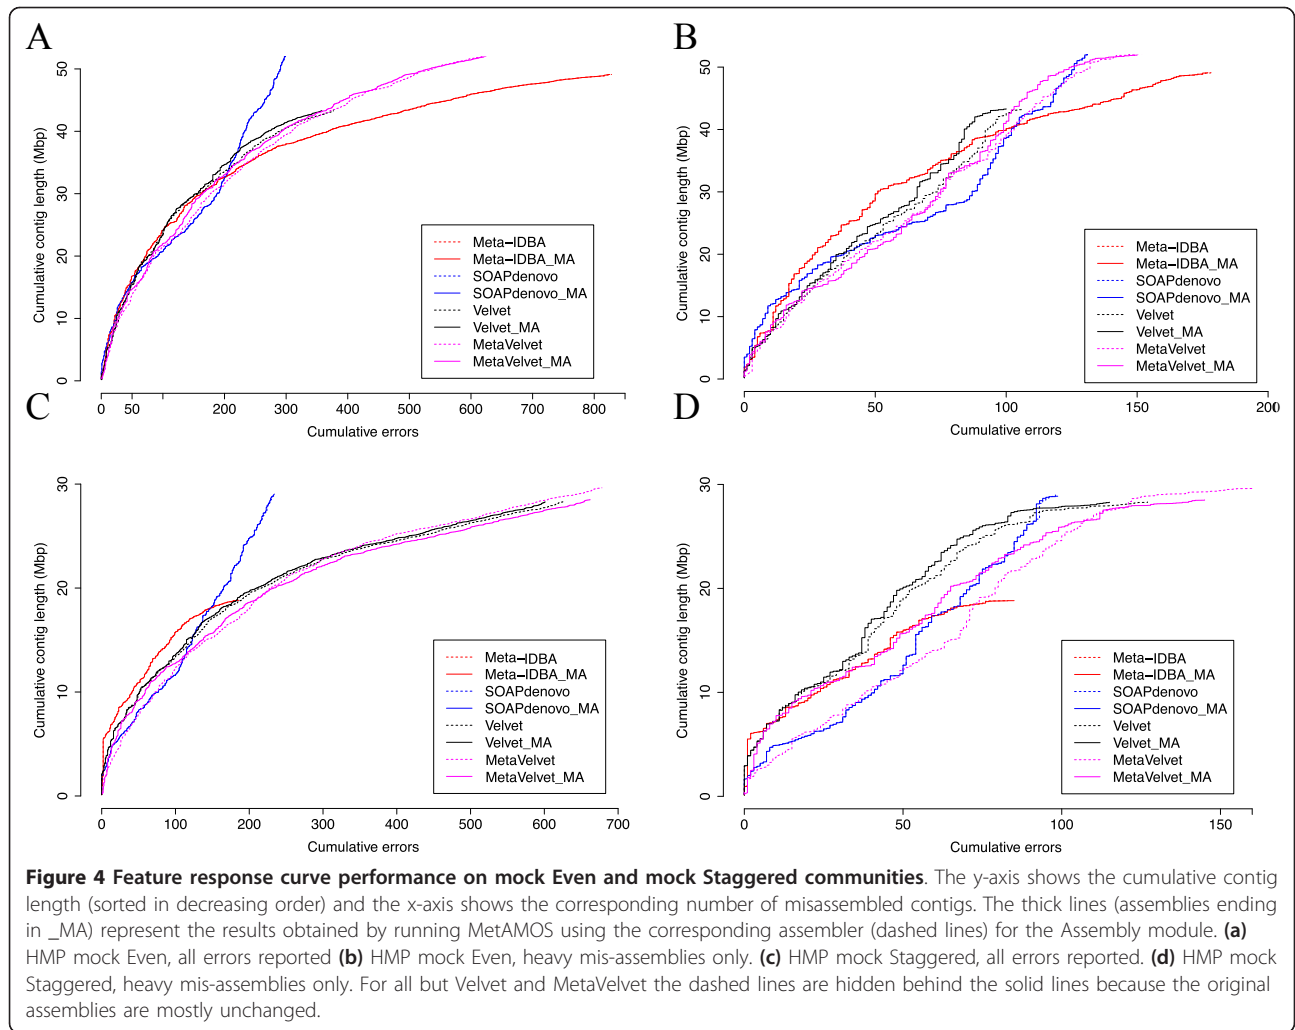 A
Cumulative contig length (Mbp)
50
40
30
20
10
0
Meta-IDBA
Meta-IDBA_MA
SOAPdenovo
SOAPdenovo_MA
Velvet
Velvet_MA
MetaVelvet
MetaVelvet_MA
0 50 200 300 400 500 600 700 800
Cumulative errors
B
Cumulative contig length (Mbp)
50
40
30
20
10
0
Meta-IDBA
Meta-IDBA_MA
SOAPdenovo
SOAPdenovo_MA
Velvet
Velvet_MA
MetaVelvet
MetaVelvet_MA
0 50 100 150 200
Cumulative errors
C
Cumulative contig length (Mbp)
30
20
10
0
Meta-IDBA
Meta-IDBA_MA
SOAPdenovo
SOAPdenovo_MA
Velvet
Velvet_MA
MetaVelvet
MetaVelvet_MA
0 100 200 300 400 500 600 700
Cumulative errors
D
Cumulative contig length (Mbp)
30
20
10
0
Meta-IDBA
Meta-IDBA_MA
SOAPdenovo
SOAPdenovo_MA
Velvet
Velvet_MA
MetaVelvet
MetaVelvet_MA
0 50 100 150
Cumulative errors
Figure 4 Feature response curve performance on mock Even and mock Staggered communities. The y-axis shows the cumulative contig
length (sorted in decreasing order) and the x-axis shows the corresponding number of misassembled contigs. The thick lines (assemblies ending
in _MA) represent the results obtained by running MetAMOS using the corresponding assembler (dashed lines) for the Assembly module. (a)
HMP mock Even, all errors reported (b) HMP mock Even, heavy mis-assemblies only. (c) HMP mock Staggered, all errors reported. (d) HMP mock
Staggered, heavy mis-assemblies only. For all but Velvet and MetaVelvet the dashed lines are hidden behind the solid lines because the original
assemblies are mostly unchanged.